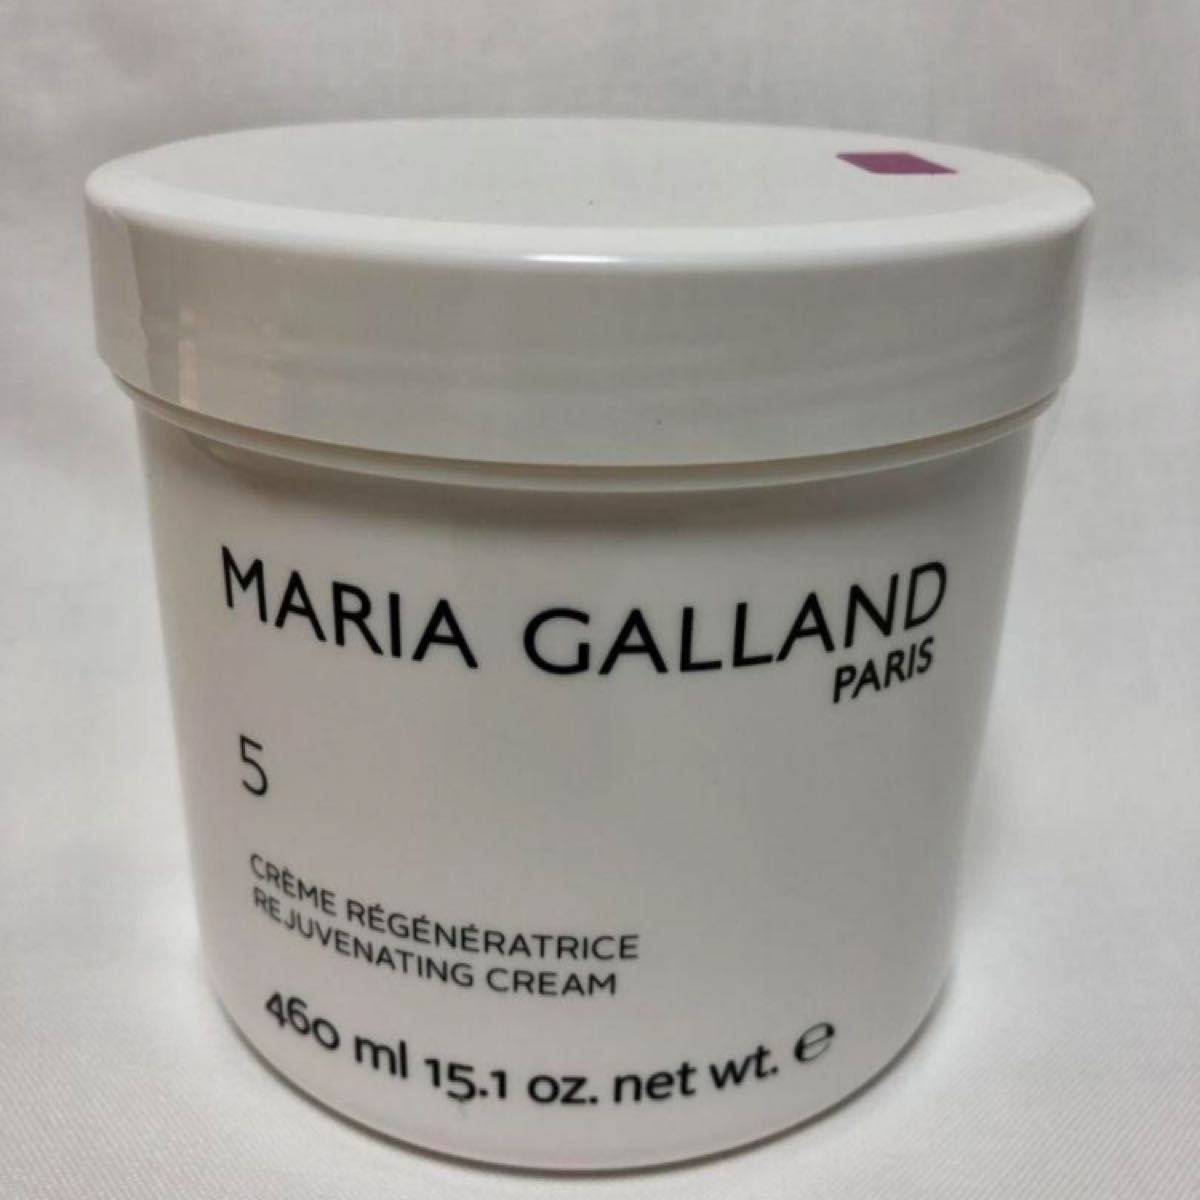 MARIA GALLAND
PARIS
5
CRÈME RÉGÉNÉRATRICE
REJUVENATING CREAM
460 ml 15.1 oz. net wt. ℮